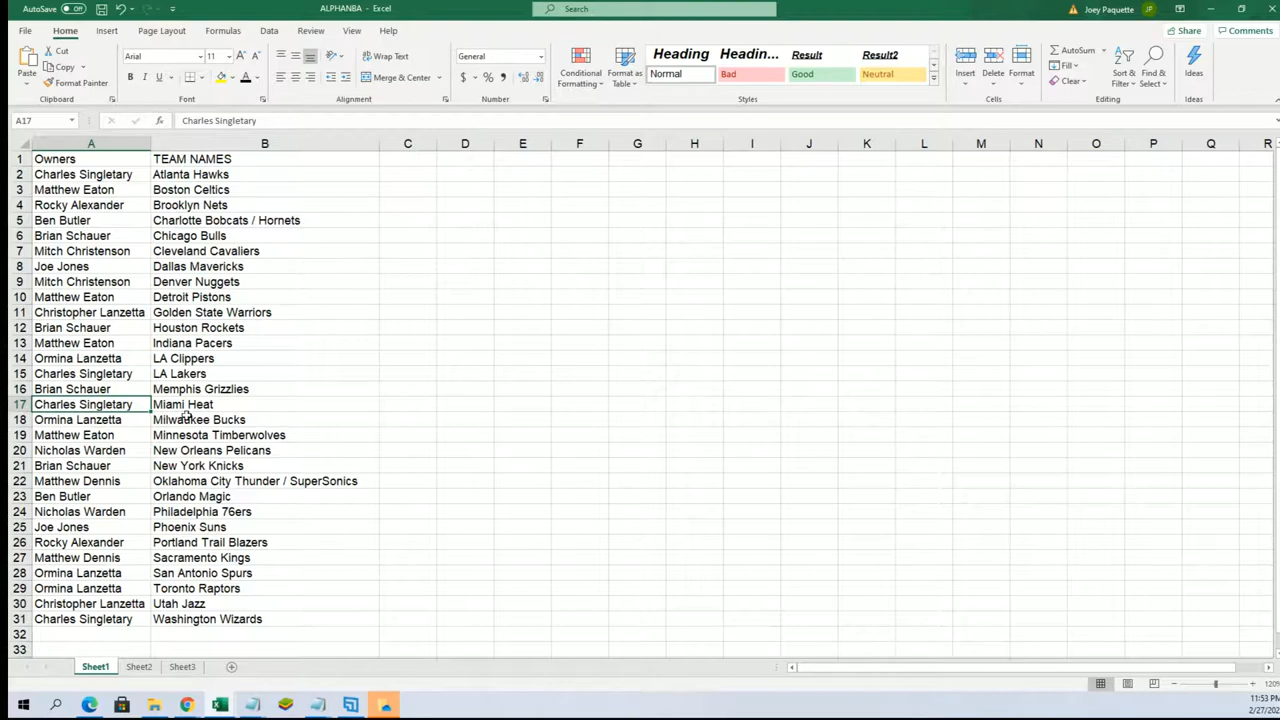 AutoSave Off ALPHANBA - Excel Search Joey Paquette JP
File Home Insert Page Layout Formulas Data Review View Help Share Comments
Cut Copy Format Painter Paste Clipboard
Arial 11 B I U A Font
Wrap Text Merge & Center Alignment
General $ % 9 Number
Conditional Formatting Format as Table
Heading Headin... Result Result2
Normal Bad Good Neutral
Styles
Insert Delete Format Cells
AutoSum Fill Clear Sort & Filter Find & Select Editing
Ideas Ideas
A17 fx Charles Singletary
A B C D E F G H I J K L M N O P Q R
1 Owners TEAM NAMES
2 Charles Singletary Atlanta Hawks
3 Matthew Eaton Boston Celtics
4 Rocky Alexander Brooklyn Nets
5 Ben Butler Charlotte Bobcats / Hornets
6 Brian Schauer Chicago Bulls
7 Mitch Christenson Cleveland Cavaliers
8 Joe Jones Dallas Mavericks
9 Mitch Christenson Denver Nuggets
10 Matthew Eaton Detroit Pistons
11 Christopher Lanzetta Golden State Warriors
12 Brian Schauer Houston Rockets
13 Matthew Eaton Indiana Pacers
14 Ormina Lanzetta LA Clippers
15 Charles Singletary LA Lakers
16 Brian Schauer Memphis Grizzlies
17 Charles Singletary Miami Heat
18 Ormina Lanzetta Milwaukee Bucks
19 Matthew Eaton Minnesota Timberwolves
20 Nicholas Warden New Orleans Pelicans
21 Brian Schauer New York Knicks
22 Matthew Dennis Oklahoma City Thunder / SuperSonics
23 Ben Butler Orlando Magic
24 Nicholas Warden Philadelphia 76ers
25 Joe Jones Phoenix Suns
26 Rocky Alexander Portland Trail Blazers
27 Matthew Dennis Sacramento Kings
28 Ormina Lanzetta San Antonio Spurs
29 Ormina Lanzetta Toronto Raptors
30 Christopher Lanzetta Utah Jazz
31 Charles Singletary Washington Wizards
32
33
Sheet1 Sheet2 Sheet3
120%
11:53 PM